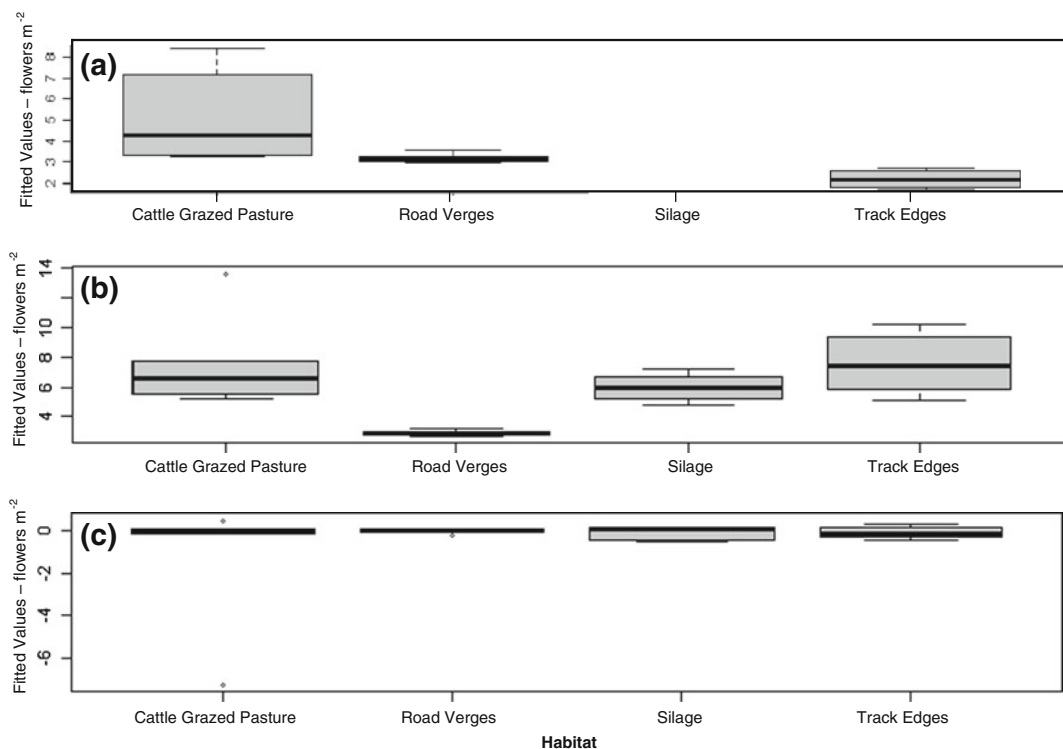 (a)
Fitted Values – flowers m-2
8
7
6
5
4
3
2
Cattle Grazed Pasture Road Verges Silage Track Edges
(b)
Fitted Values – flowers m-2
14
10
8
6
4
Cattle Grazed Pasture Road Verges Silage Track Edges
(c)
Fitted Values – flowers m-2
0
-2
-4
-6
Cattle Grazed Pasture Road Verges Silage Track Edges
Habitat